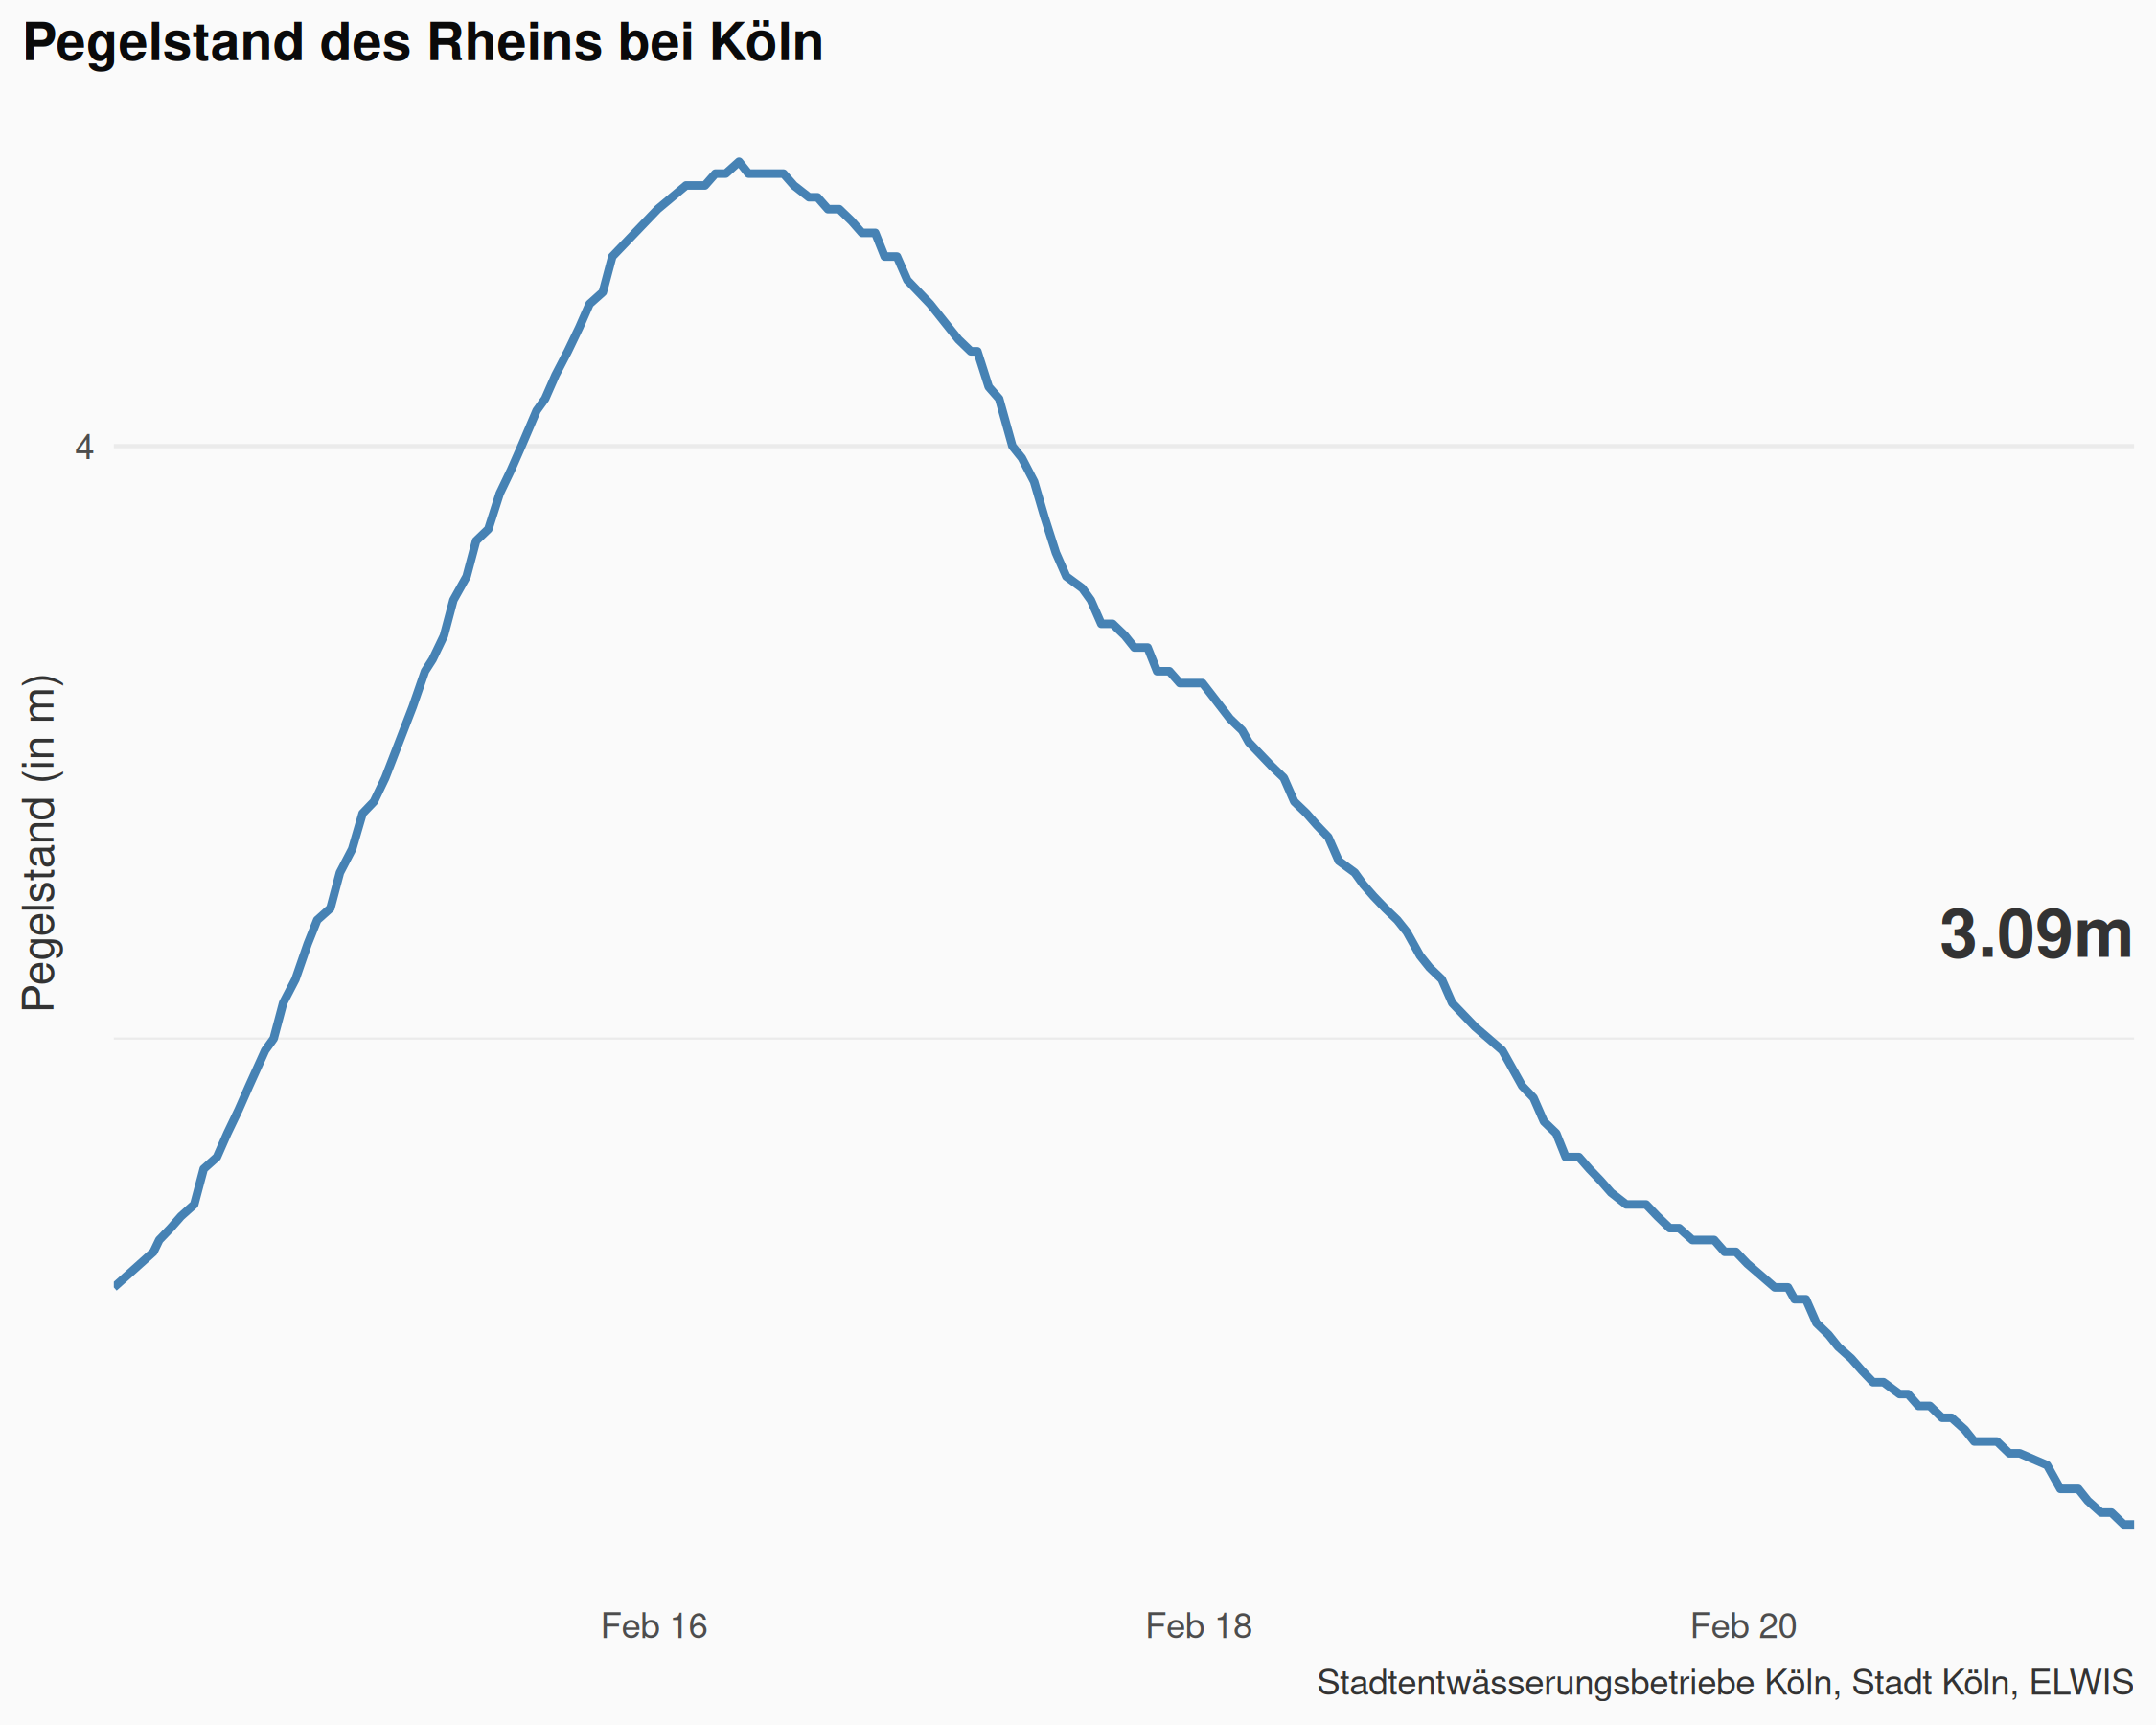 Pegelstand des Rheins bei Köln
4
Pegelstand (in m)
3.09m
Feb 16
Feb 18
Feb 20
Stadtentwässerungsbetriebe Köln, Stadt Köln, ELWIS